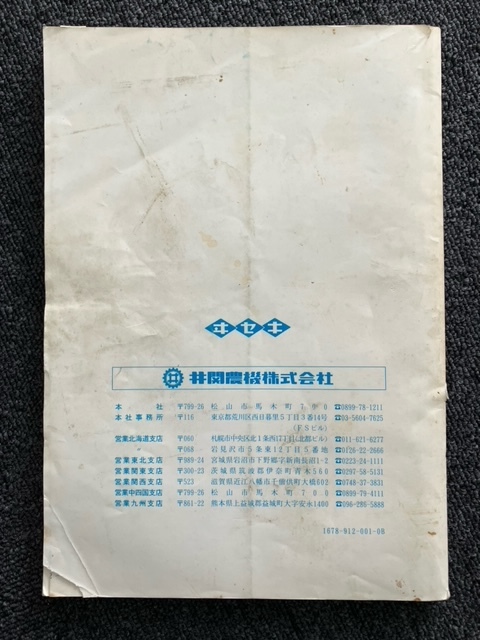 ヰセキ
井関農機株式会社
本社 〒799-26 松山市馬木町700 ☎0899-78-1211
本社事務所 〒116 東京都荒川区西日暮里5丁目3番14号 ☎03-5604-7625
(FSビル)
営業北海道支店 〒060 札幌市中央区北1条西 (北都ビル) ☎011-621-6277
〒068 岩見沢市5条東12丁目5番地 ☎0126-22-2666
営業東北支店 〒989-24 宮城県岩沼市下野郷字新南長沼1-2 ☎0223-24-1111
営業関東支店 〒300-23 茨城県筑波郡伊奈町青木560 ☎0297-58-5131
営業関西支店 〒523 滋賀県近江八幡市千僧供町大橋602 ☎0748-37-3831
営業中四国支店 〒799-26 松山市馬木町700 ☎0899-79-4111
営業九州支店 〒861-22 熊本県上益城郡益城町大字安永1400 ☎096-286-5888
1678-912-001-0B